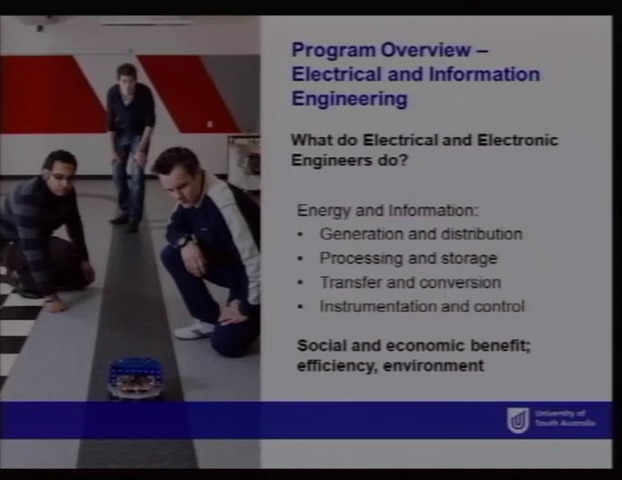 Program Overview –
Electrical and Information
Engineering
What do Electrical and Electronic
Engineers do?
Energy and Information:
• Generation and distribution
• Processing and storage
• Transfer and conversion
• Instrumentation and control
Social and economic benefit;
efficiency, environment
University of
South Australia